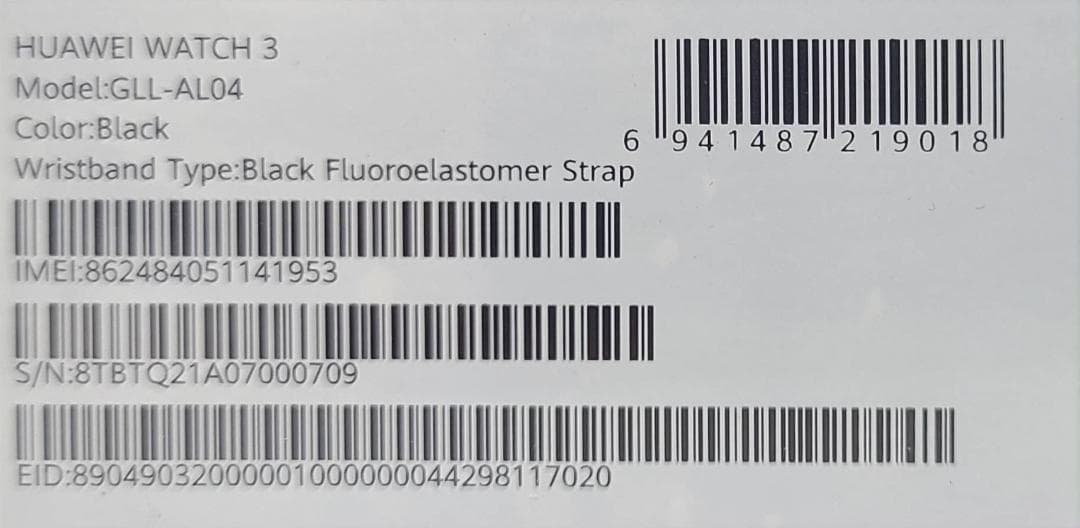 HUAWEI WATCH 3
Model:GLL-AL04
Color:Black
Wristband Type:Black Fluoroelastomer Strap
6 941487 219018
IMEI:862484051141953
S/N:8TBTQ21A07000709
EID:89049032000001000000044298117020